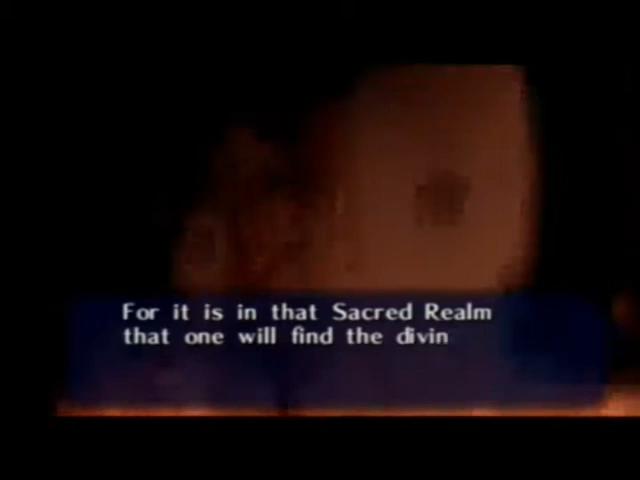 For it is in that Sacred Realm
that one will find the divin